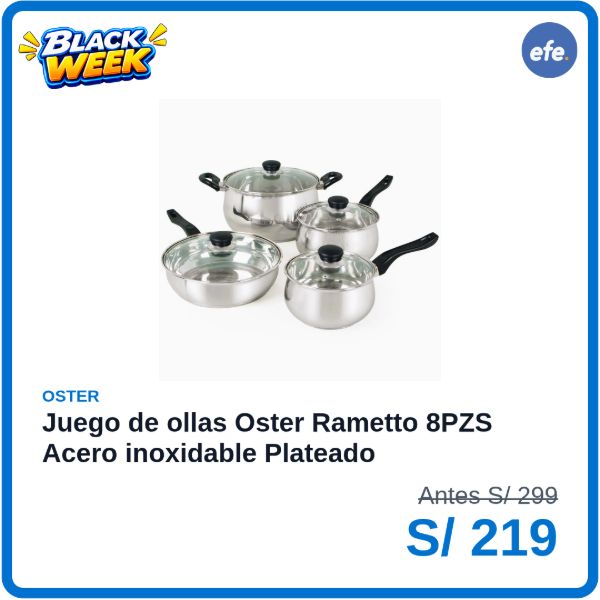 BLACK
WEEK
efe.
OSTER
Juego de ollas Oster Rametto 8PZS
Acero inoxidable Plateado
Antes S/ 299
S/ 219